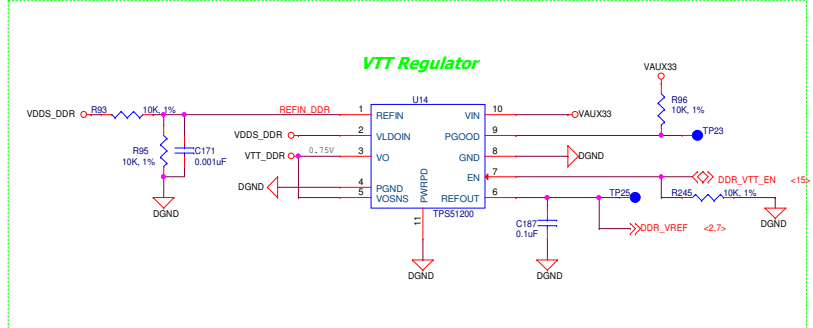 VTT Regulator
VAUX33
U14
R96
10K, 1%
VDDS_DDR
R93
10K, 1%
REFIN_DDR
1
REFIN
VIN
10
VAUX33
R95
10K, 1%
C171
0.001uF
VDDS_DDR
2
VLDOIN
PGOOD
9
TP23
VTT_DDR
0.75V
3
VO
GND
8
DGND
EN
7
DDR_VTT_EN
<15>
DGND
4
PGND
PWRPD
5
VOSNS
REFOUT
6
TP25
R245
10K, 1%
DGND
TPS51200
11
C187
0.1uF
DDR_VREF
<2,7>
DGND
DGND
DGND